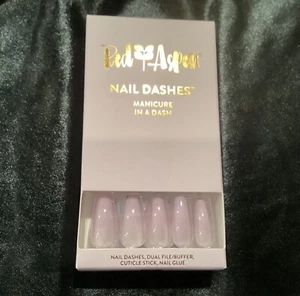 Red Aspen
NAIL DASHES™
MANICURE
IN A DASH
NAIL DASHES, DUAL FILE/BUFFER,
CUTICLE STICK, NAIL GLUE